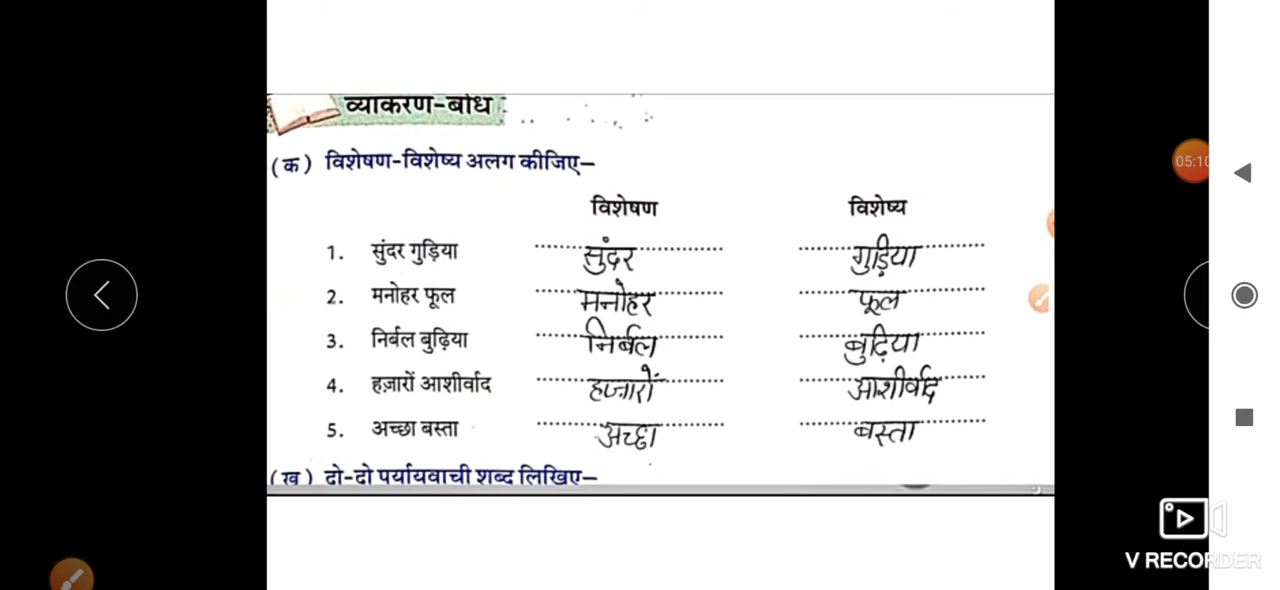 व्याकरण-बोध
(क) विशेषण-विशेष्य अलग कीजिए-
विशेषण विशेष्य
1. सुंदर गुड़िया सुंदर गुड़िया
2. मनोहर फूल मनोहर फूल
3. निर्बल बुढ़िया निर्बल बुढ़िया
4. हज़ारों आशीर्वाद हज़ारों आशीर्वाद
5. अच्छा बस्ता अच्छा बस्ता
(ख) दो-दो पर्यायवाची शब्द लिखिए-
05:10
V RECORDER